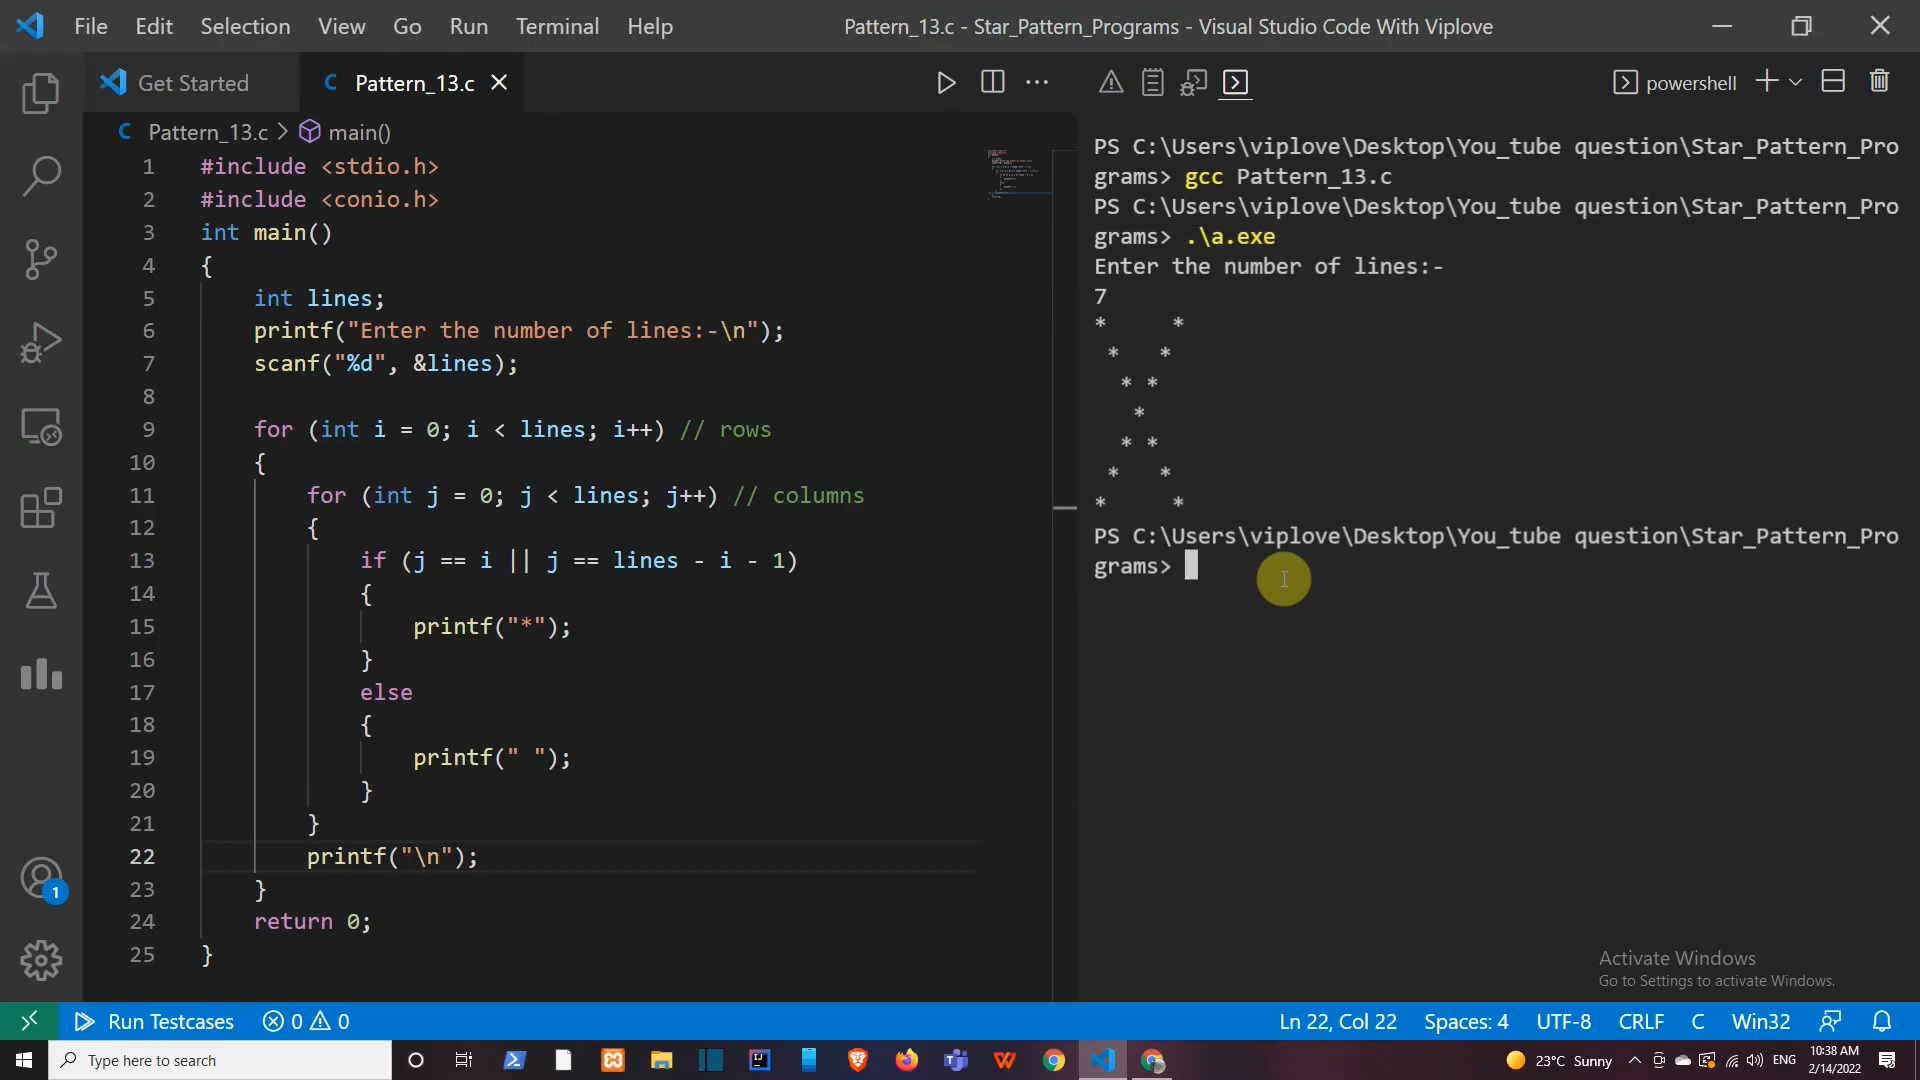 File Edit Selection View Go Run Terminal Help Pattern_13.c - Star_Pattern_Programs - Visual Studio Code With Viplove
Get Started Pattern_13.c powershell
Pattern_13.c > main()
1 #include <stdio.h>
2 #include <conio.h>
3 int main()
4 {
5 int lines;
6 printf("Enter the number of lines:-\n");
7 scanf("%d", &lines);
8
9 for (int i = 0; i < lines; i++) // rows
10 {
11 for (int j = 0; j < lines; j++) // columns
12 {
13 if (j == i || j == lines - i - 1)
14 {
15 printf("*");
16 }
17 else
18 {
19 printf(" ");
20 }
21 }
22 printf("\n");
23 }
24 return 0;
25 }
PS C:\Users\viplove\Desktop\You_tube question\Star_Pattern_Pro
grams> gcc Pattern_13.c
PS C:\Users\viplove\Desktop\You_tube question\Star_Pattern_Pro
grams> .\a.exe
Enter the number of lines:-
7
*     *
 *   *
  * *
   *
  * *
 *   *
*     *
PS C:\Users\viplove\Desktop\You_tube question\Star_Pattern_Pro
grams>
Activate Windows
Go to Settings to activate Windows.
1
Run Testcases 0 0 Ln 22, Col 22 Spaces: 4 UTF-8 CRLF C Win32
Type here to search 23°C Sunny ENG 10:38 AM
2/14/2022